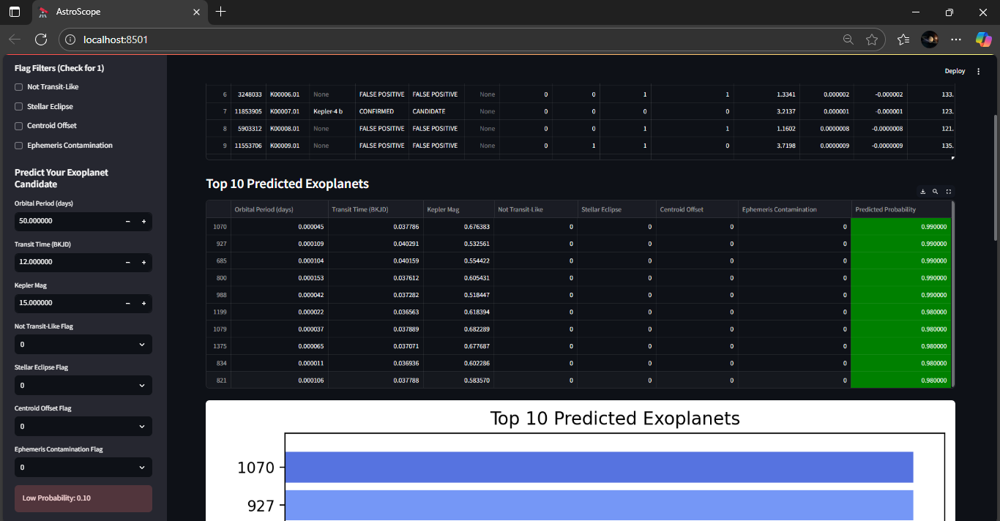 AstroScope
localhost:8501
Flag Filters (Check for 1)
Not Transit-Like
Stellar Eclipse
Centroid Offset
Ephemeris Contamination
Predict Your Exoplanet
Candidate
Orbital Period (days)
50.000000 − +
Transit Time (BKJD)
12.000000 − +
Kepler Mag
15.000000 − +
Not Transit-Like Flag
0
Stellar Eclipse Flag
0
Centroid Offset Flag
0
Ephemeris Contamination Flag
0
Low Probability: 0.10
Deploy
6 3248033 K00006.01 None FALSE POSITIVE FALSE POSITIVE None 0 0 1 1 1.3341 0.000002 -0.000002 133.
7 11853905 K00007.01 Kepler-4 b CONFIRMED CANDIDATE None 0 0 0 0 3.2137 0.000001 -0.000001 123.
8 5903312 K00008.01 None FALSE POSITIVE FALSE POSITIVE None 0 0 1 1 1.1602 0.0000008 -0.0000008 121.
9 11553706 K00009.01 None FALSE POSITIVE FALSE POSITIVE None 0 1 1 0 3.7198 0.0000009 -0.0000009 135.
Top 10 Predicted Exoplanets
Orbital Period (days) Transit Time (BKJD) Kepler Mag Not Transit-Like Stellar Eclipse Centroid Offset Ephemeris Contamination Predicted Probability
1070 0.000045 0.037786 0.676383 0 0 0 0 0.990000
927 0.000109 0.040291 0.532561 0 0 0 0 0.990000
685 0.000104 0.040159 0.554422 0 0 0 0 0.990000
800 0.000153 0.037612 0.605431 0 0 0 0 0.990000
988 0.000042 0.037282 0.518447 0 0 0 0 0.990000
1199 0.000022 0.036563 0.618394 0 0 0 0 0.980000
1079 0.000037 0.037889 0.682289 0 0 0 0 0.980000
1375 0.000065 0.037071 0.677687 0 0 0 0 0.980000
834 0.000011 0.036936 0.602286 0 0 0 0 0.980000
821 0.000106 0.037788 0.583570 0 0 0 0 0.980000
Top 10 Predicted Exoplanets
1070
927